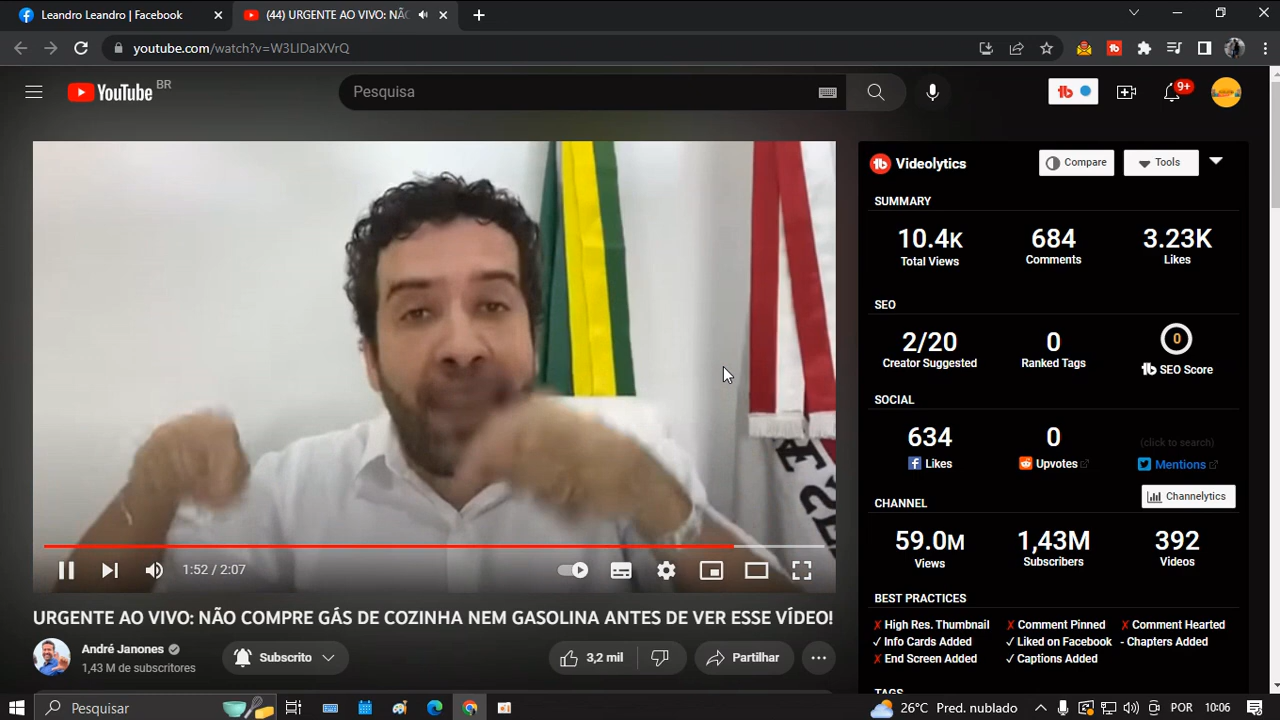 Leandro Leandro | Facebook
(44) URGENTE AO VIVO: NÃO
youtube.com/watch?v=W3LIDaIXVrQ
YouTube BR
Pesquisa
9+
Videolytics
Compare
Tools
SUMMARY
10.4K 684 3.23K
Total Views Comments Likes
SEO
2/20 0 0
Creator Suggested Ranked Tags SEO Score
SOCIAL
634 0 (click to search)
Likes Upvotes Mentions
CHANNEL Channelytics
59.0M 1,43M 392
Views Subscribers Videos
BEST PRACTICES
✗ High Res. Thumbnail ✗ Comment Pinned ✗ Comment Hearted
✓ Info Cards Added ✓ Liked on Facebook - Chapters Added
✗ End Screen Added ✓ Captions Added
TAGS
1:52 / 2:07
URGENTE AO VIVO: NÃO COMPRE GÁS DE COZINHA NEM GASOLINA ANTES DE VER ESSE VÍDEO!
André Janones
1,43 M de subscritores
Subscrito
3,2 mil
Partilhar
Pesquisar
26°C Pred. nublado
POR
10:06